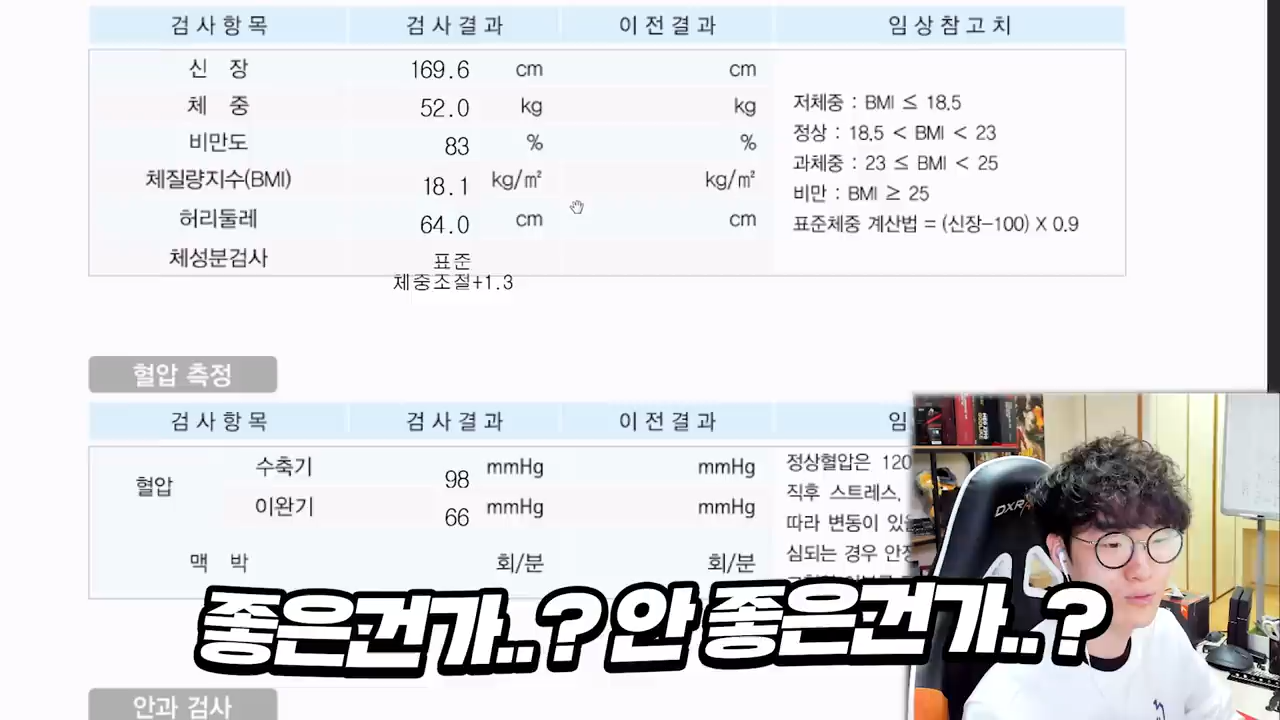 검사항목 검사결과 이전결과 임상참고치
신 장 169.6 cm cm
체 중 52.0 kg kg
비만도 83 % %
체질량지수(BMI) 18.1 kg/㎡ kg/㎡
허리둘레 64.0 cm cm
체성분검사 표준
체중조절+1.3
저체중 : BMI ≤ 18.5
정상 : 18.5 < BMI < 23
과체중 : 23 ≤ BMI < 25
비만 : BMI ≥ 25
표준체중 계산법 = (신장-100) X 0.9
혈압 측정
검사항목 검사결과 이전결과 임
혈압 수축기 98 mmHg mmHg
이완기 66 mmHg mmHg
맥 박 회/분 회/분
정상혈압은 120
직후 스트레스,
따라 변동이 있을
심되는 경우 안정
DXR
좋은건가..? 안 좋은건가..?
안과 검사